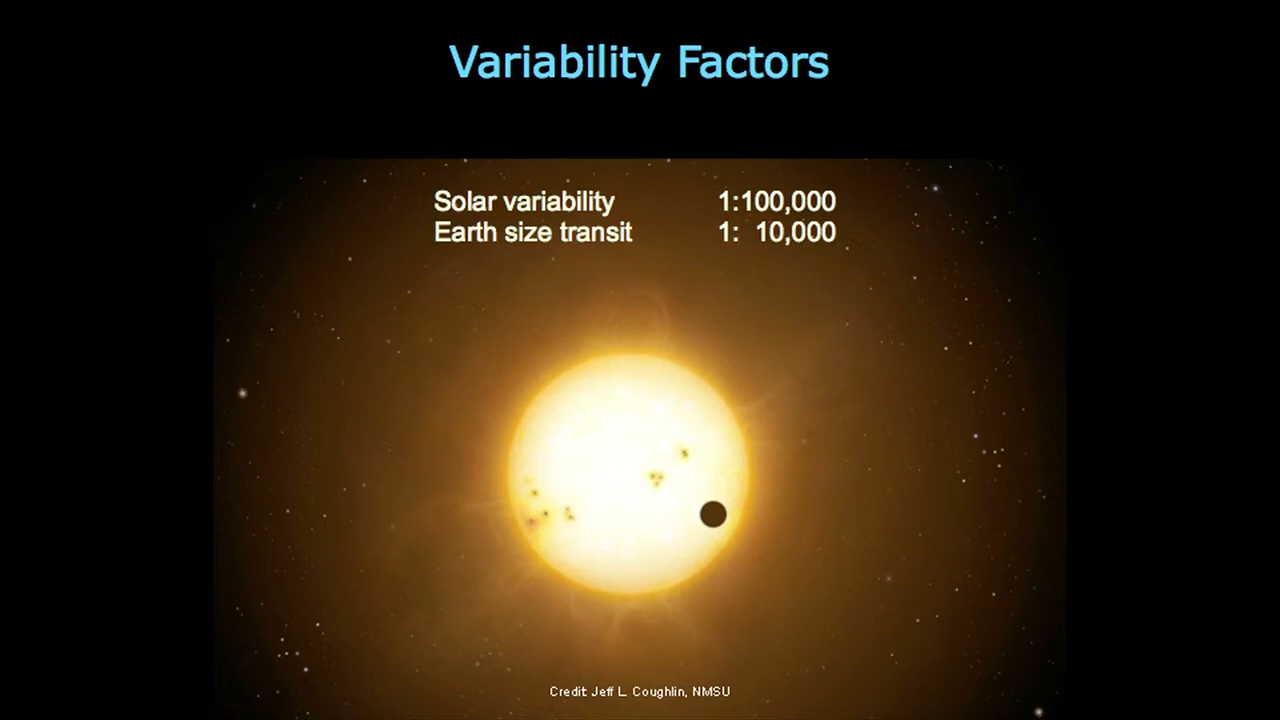 Variability Factors
Solar variability 1:100,000
Earth size transit 1: 10,000
Credit Jeff L. Coughlin, NMSU